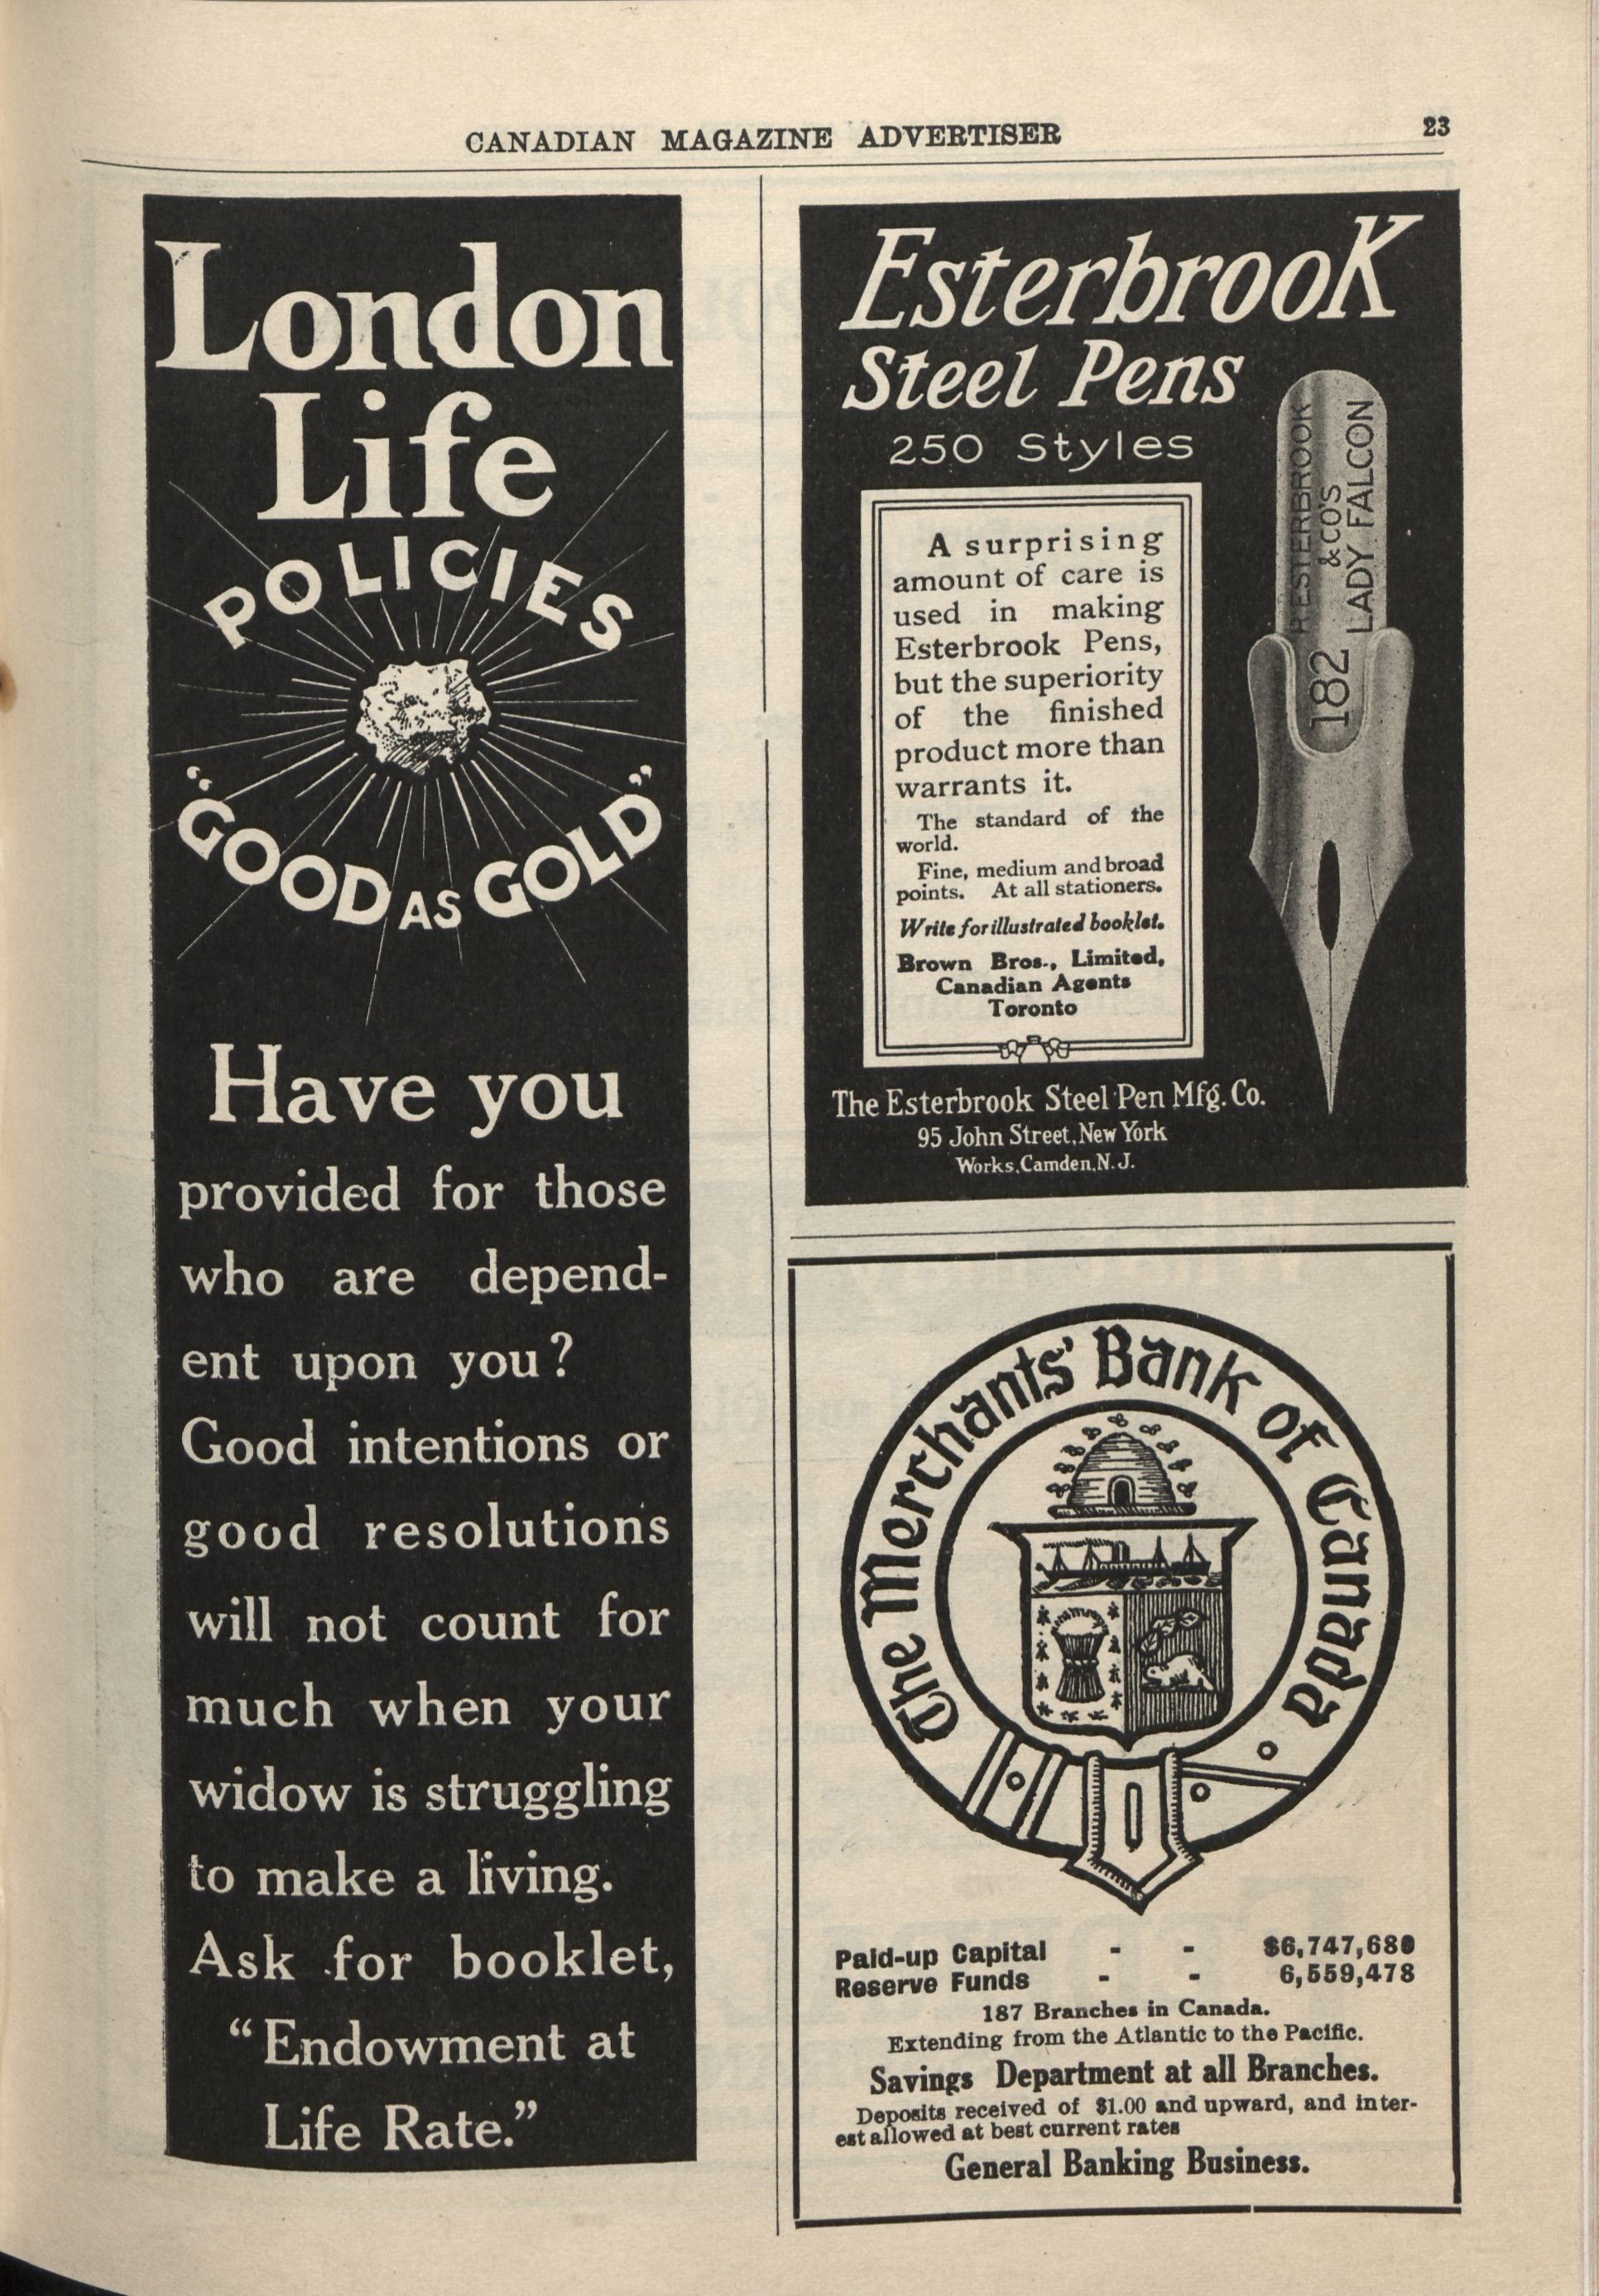 CANADIAN MAGAZINE ADVERTISER
23
London
Life
POLICIES
"GOOD AS GOLD"
Have you
provided for those
who are depend-
ent upon you?
Good intentions or
good resolutions
will not count for
much when your
widow is struggling
to make a living.
Ask for booklet,
"Endowment at
Life Rate."
Esterbrook
Steel Pens
250 Styles
A surprising
amount of care is
used in making
Esterbrook Pens,
but the superiority
of the finished
product more than
warrants it.
The standard of the
world.
Fine, medium and broad
points. At all stationers.
Write for illustrated booklet.
Brown Bros., Limited,
Canadian Agents
Toronto
R. ESTERBROOK
& CO'S
LADY FALCON
182
The Esterbrook Steel Pen Mfg. Co.
95 John Street, New York
Works, Camden, N. J.
The Merchants' Bank of Canada
Paid-up Capital - - $6,747,680
Reserve Funds - - 6,559,478
187 Branches in Canada.
Extending from the Atlantic to the Pacific.
Savings Department at all Branches.
Deposits received of $1.00 and upward, and inter-
est allowed at best current rates
General Banking Business.